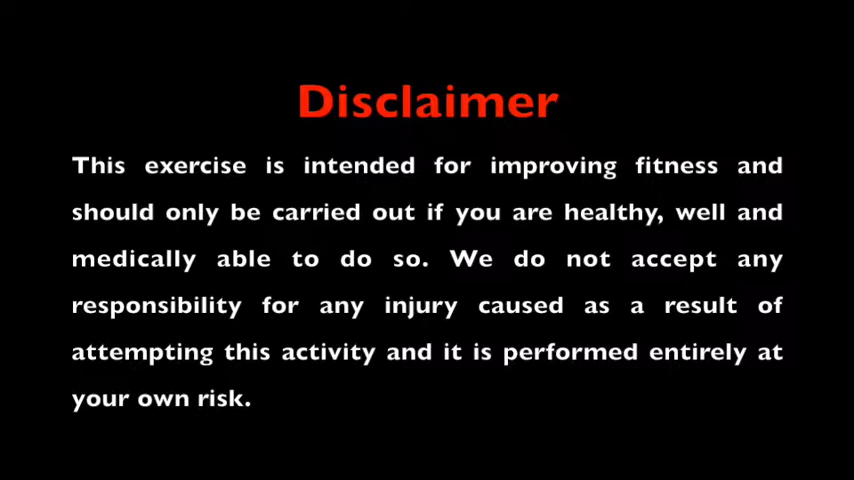 Disclaimer
This exercise is intended for improving fitness and
should only be carried out if you are healthy, well and
medically able to do so. We do not accept any
responsibility for any injury caused as a result of
attempting this activity and it is performed entirely at
your own risk.